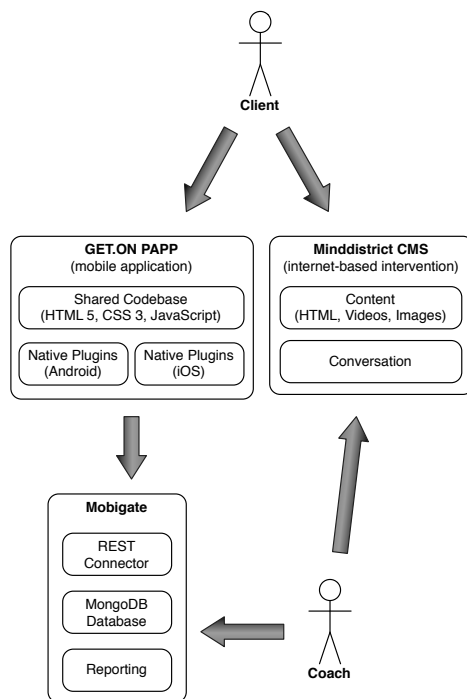 Client
GET.ON PAPP
(mobile application)
Shared Codebase
(HTML 5, CSS 3, JavaScript)
Native Plugins
(Android)
Native Plugins
(iOS)
Minddistrict CMS
(internet-based intervention)
Content
(HTML, Videos, Images)
Conversation
Mobigate
REST
Connector
MongoDB
Database
Reporting
Coach